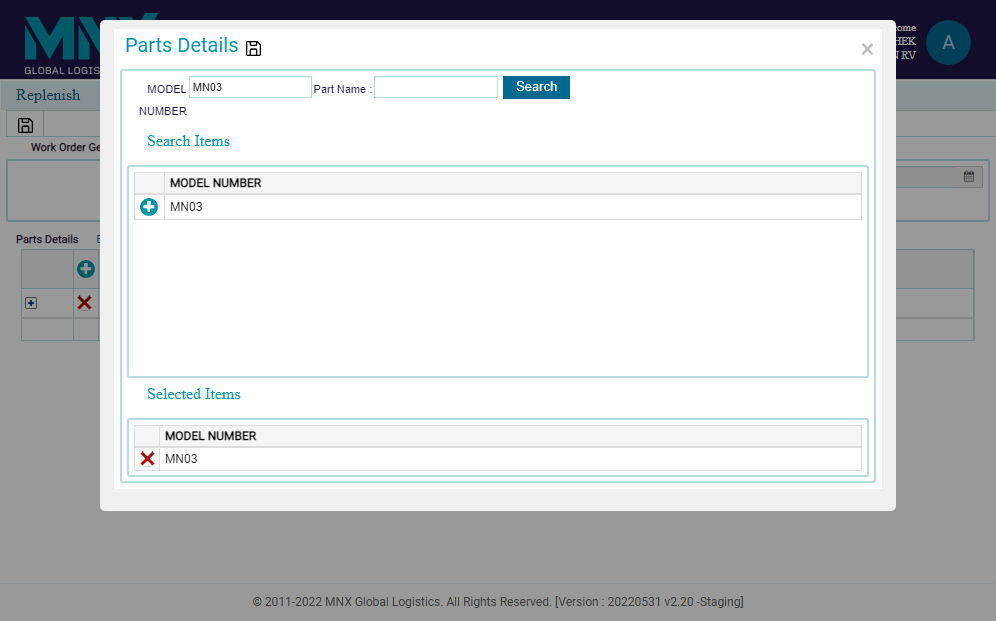 MNX
GLOBAL LOGIS
ome
HEK
N RV
A
Replenish
Work Order Ge
Parts Details
Parts Details
×
MODEL NUMBER
MN03
Part Name :
Search
Search Items
MODEL NUMBER
MN03
Selected Items
MODEL NUMBER
MN03
© 2011-2022 MNX Global Logistics. All Rights Reserved. [Version : 20220531 v2.20 -Staging]